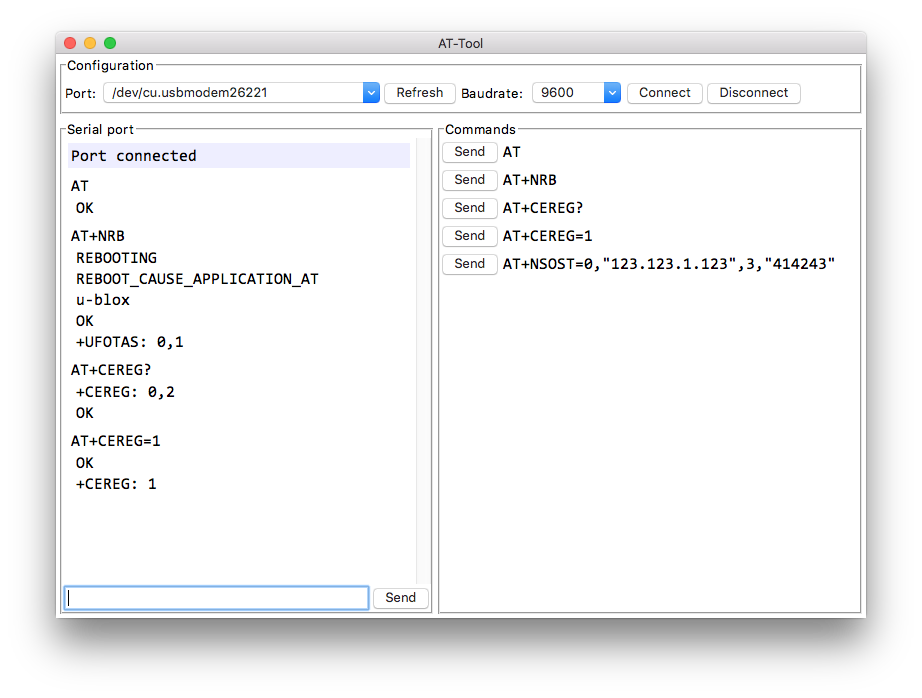 AT-Tool
Configuration
Port: /dev/cu.usbmodem26221 Refresh Baudrate: 9600 Connect Disconnect
Serial port
Port connected
AT
OK
AT+NRB
REBOOTING
REBOOT_CAUSE_APPLICATION_AT
u-blox
OK
+UFOTAS: 0,1
AT+CEREG?
+CEREG: 0,2
OK
AT+CEREG=1
OK
+CEREG: 1
Send
Commands
Send AT
Send AT+NRB
Send AT+CEREG?
Send AT+CEREG=1
Send AT+NSOST=0,"123.123.1.123",3,"414243"